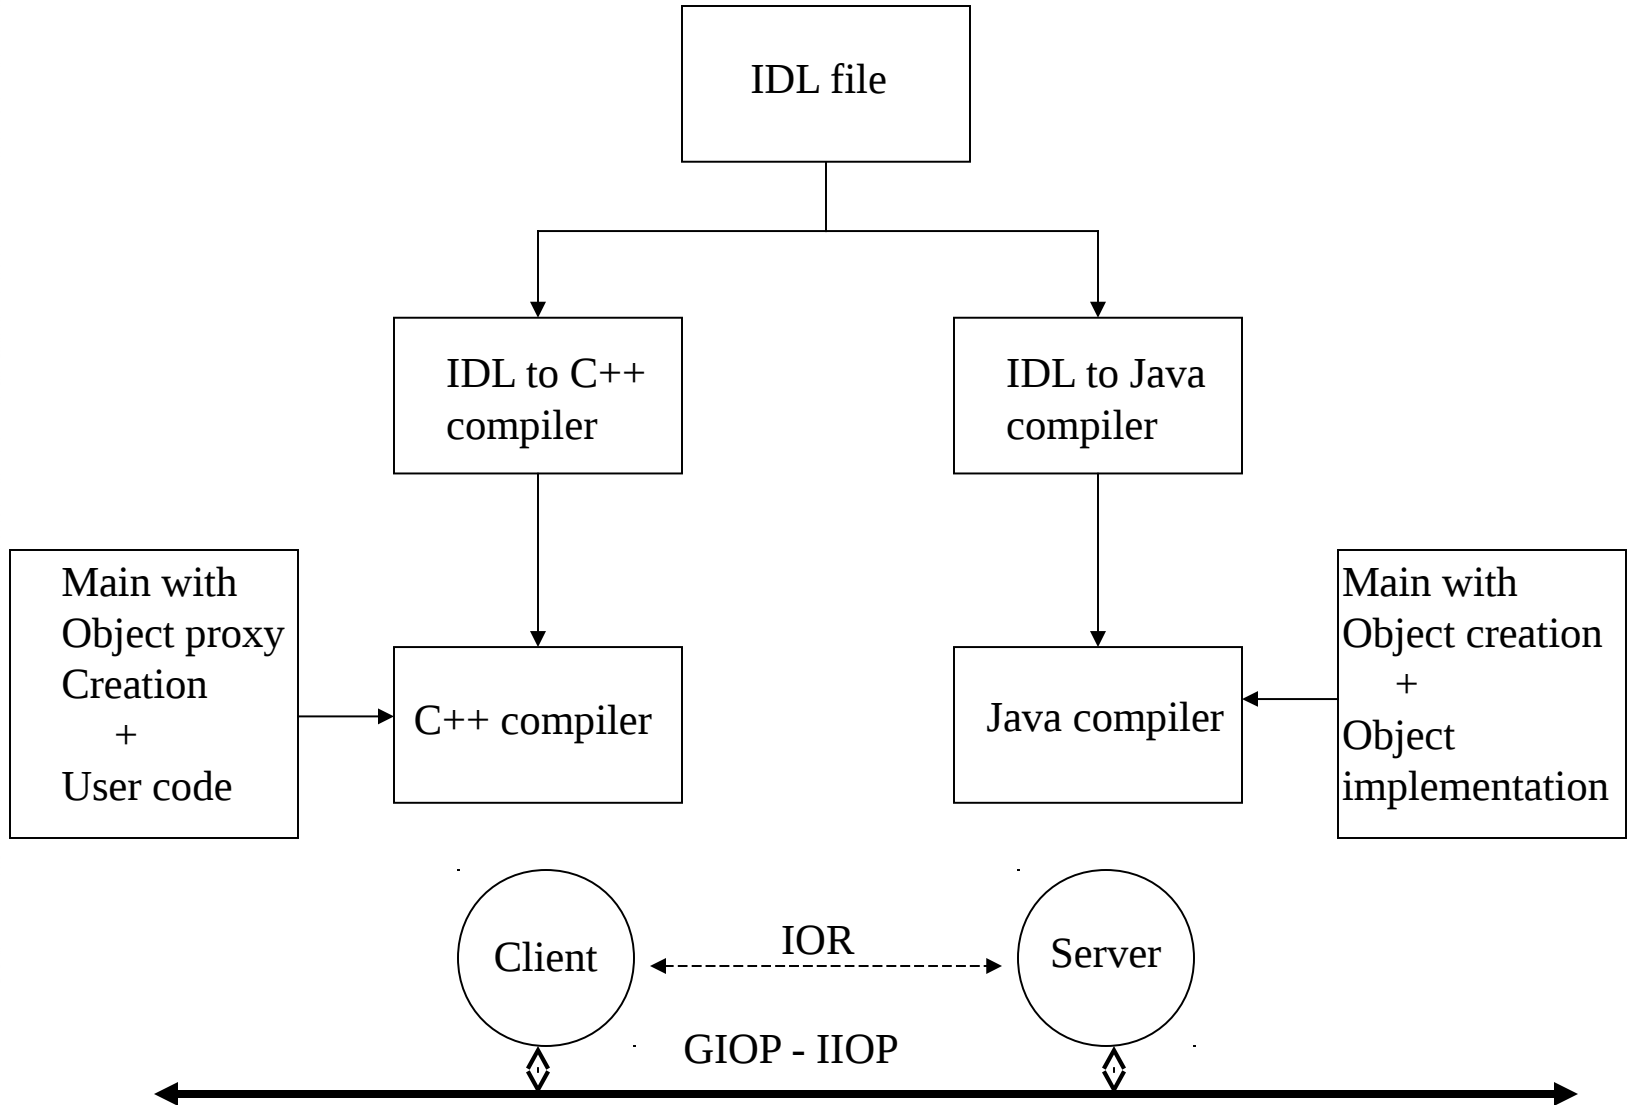 IDL file
IDL to C++
compiler
IDL to Java
compiler
Main with
Object proxy
Creation
+
User code
C++ compiler
Java compiler
Main with
Object creation
+
Object
implementation
Client
IOR
Server
GIOP - IIOP